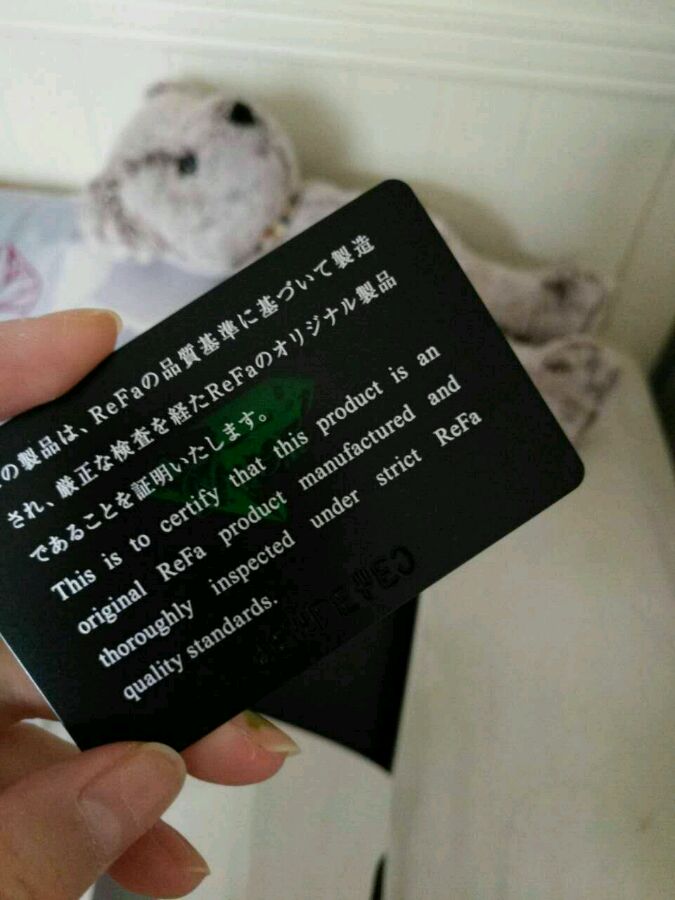 の製品は、ReFaの品質基準に基づいて製造
され、厳正な検査を経たReFaのオリジナル製品
であることを証明いたします。
This is to certify that this product is an
original ReFa product manufactured and
thoroughly inspected under strict ReFa
quality standards.